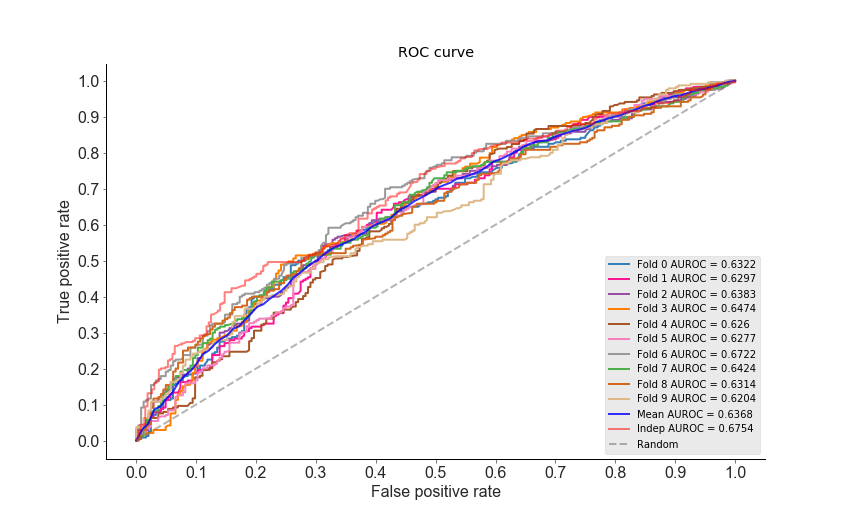 ROC curve
True positive rate
1.0
0.9
0.8
0.7
0.6
0.5
0.4
0.3
0.2
0.1
0.0
0.0 0.1 0.2 0.3 0.4 0.5 0.6 0.7 0.8 0.9 1.0
False positive rate
Fold 0 AUROC = 0.6322
Fold 1 AUROC = 0.6297
Fold 2 AUROC = 0.6383
Fold 3 AUROC = 0.6474
Fold 4 AUROC = 0.626
Fold 5 AUROC = 0.6277
Fold 6 AUROC = 0.6722
Fold 7 AUROC = 0.6424
Fold 8 AUROC = 0.6314
Fold 9 AUROC = 0.6204
Mean AUROC = 0.6368
Indep AUROC = 0.6754
Random